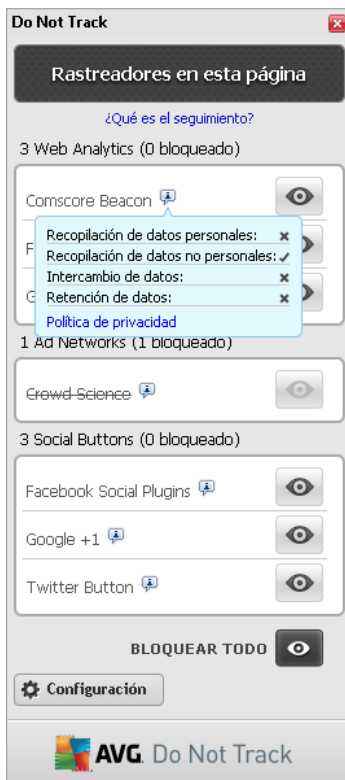 Do Not Track
Rastreadores en esta página
¿Qué es el seguimiento?
3 Web Analytics (0 bloqueado)
Comscore Beacon
Recopilación de datos personales:
Recopilación de datos no personales:
Intercambio de datos:
Retención de datos:
Política de privacidad
1 Ad Networks (1 bloqueado)
Crowd Science
3 Social Buttons (0 bloqueado)
Facebook Social Plugins
Google +1
Twitter Button
BLOQUEAR TODO
Configuración
AVG. Do Not Track